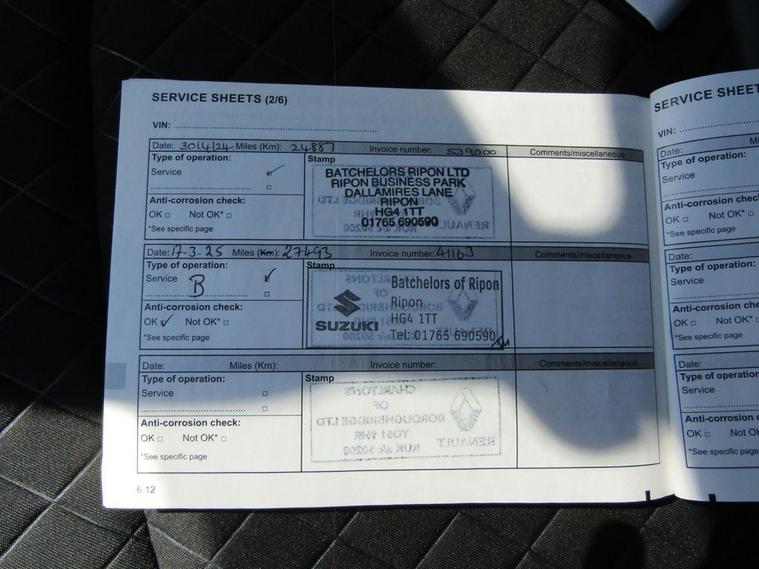 SERVICE SHEETS (2/6)
VIN:
Date: 30/4/24 Miles (Km): 24887 Invoice number: 539000 Comments/miscellaneous
Type of operation:
Stamp
Service ✓
BATCHELORS RIPON LTD
RIPON BUSINESS PARK
DALLAMIRES LANE
RIPON
HG4 1TT
01765 690590
Anti-corrosion check:
OK □ Not OK* □
*See specific page
Date: 17-3-25 Miles (Km): 27493 Invoice number: Comments/miscellaneous
Type of operation:
Stamp
Service ✓
B
SUZUKI
Batchelors of Ripon
Ripon
HG4 1TT
Tel: 01765 690590
Anti-corrosion check:
OK ✓ Not OK* □
*See specific page
Date: Miles (Km): Invoice number: Comments/miscellaneous
Type of operation:
Stamp
Service □
CHARLTONS
OF
BOROUGHBRIDGE LTD
YO51 9HR
RUK a/c 50200
RENAULT
Anti-corrosion check:
OK □ Not OK* □
*See specific page
6.12
SERVICE SHEET
VIN:
Date:
Type of operation:
Service
Anti-corrosion
OK □ Not
*See specific page
Date:
Type of operation
Service
Anti-corrosion
OK □ Not O
*See specific page
Date:
Type of operation
Service
Anti-corrosion c
OK □ Not OK
*See specific page